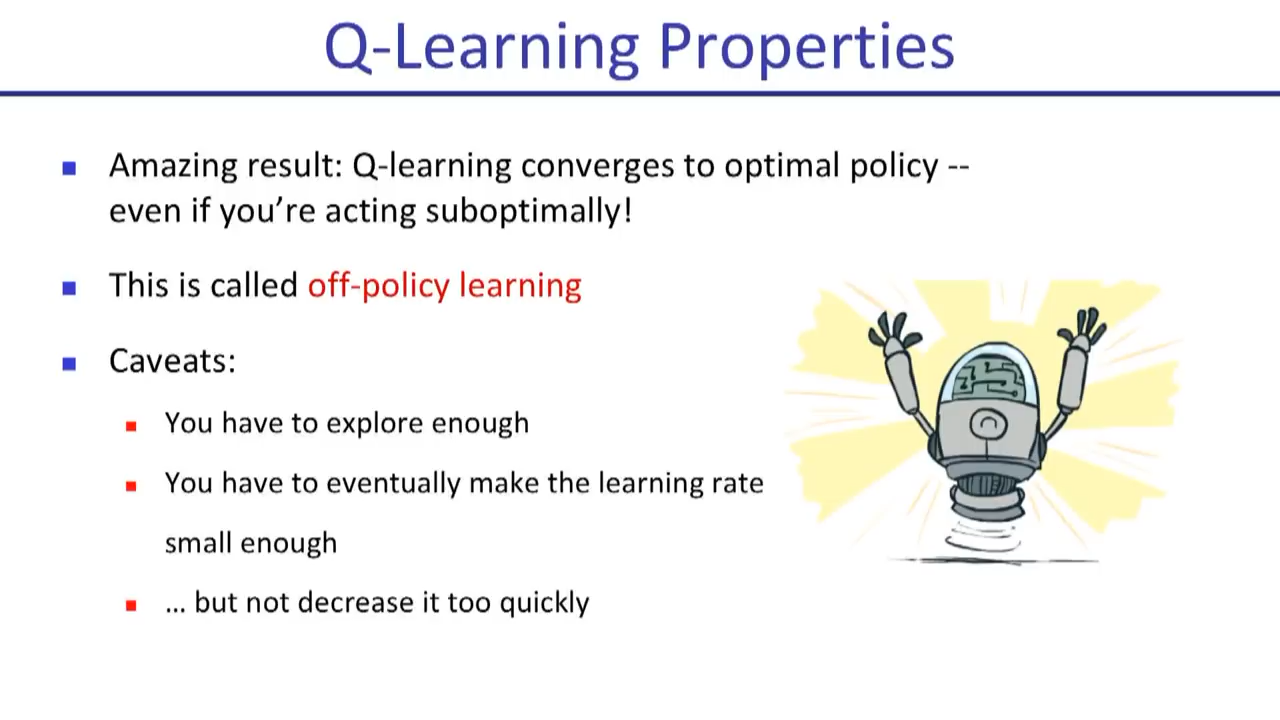 Q-Learning Properties
Amazing result: Q-learning converges to optimal policy --
even if you’re acting suboptimally!
This is called off-policy learning
Caveats:
You have to explore enough
You have to eventually make the learning rate
small enough
… but not decrease it too quickly